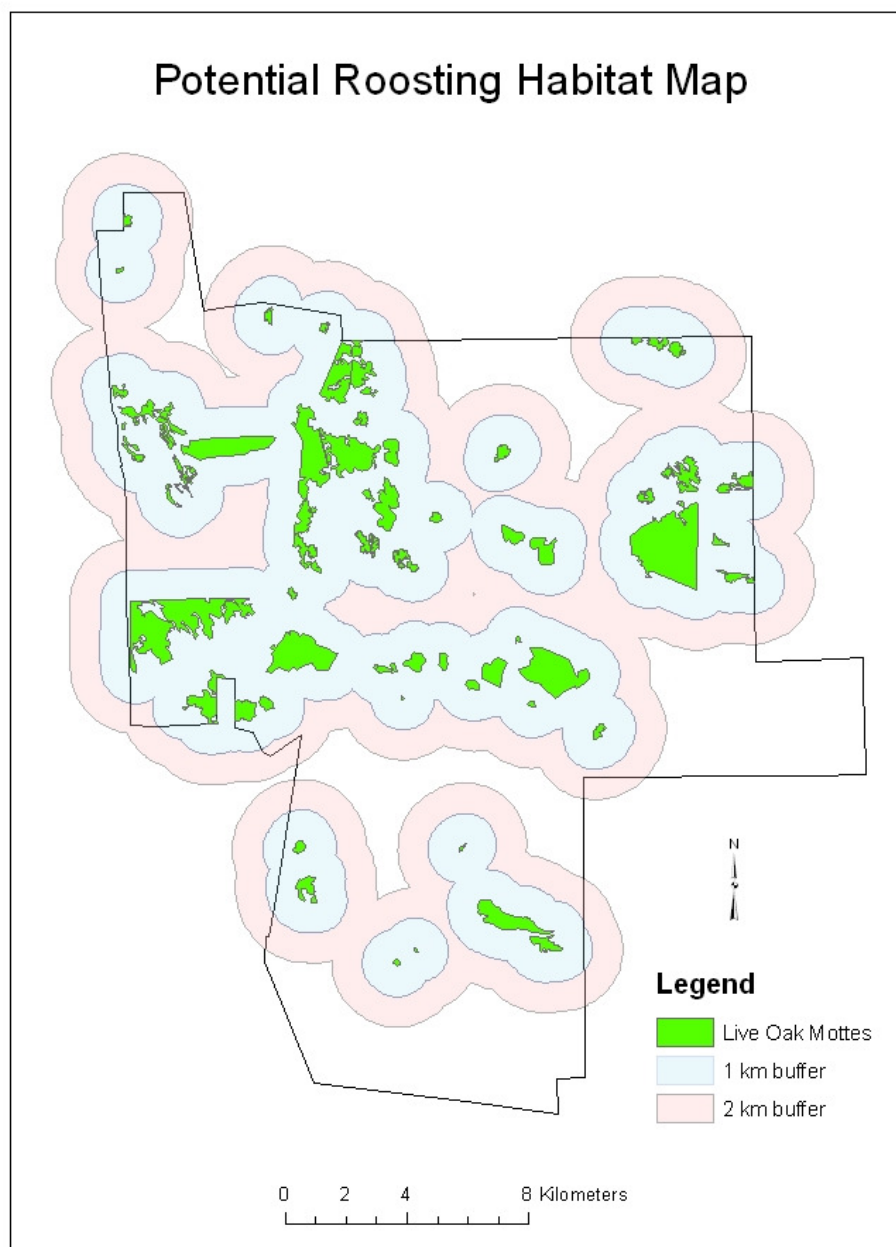 Potential Roosting Habitat Map
N
Legend
Live Oak Mottes
1 km buffer
2 km buffer
0 2 4 8 Kilometers